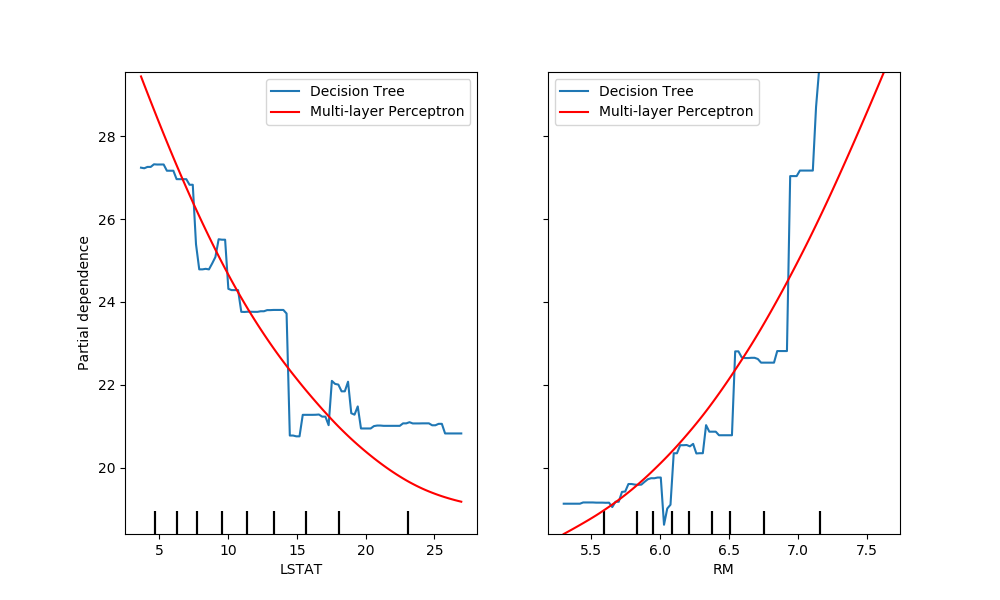 Decision Tree
Multi-layer Perceptron
Partial dependence
28
26
24
22
20
5 10 15 20 25
LSTAT
Decision Tree
Multi-layer Perceptron
5.5 6.0 6.5 7.0 7.5
RM